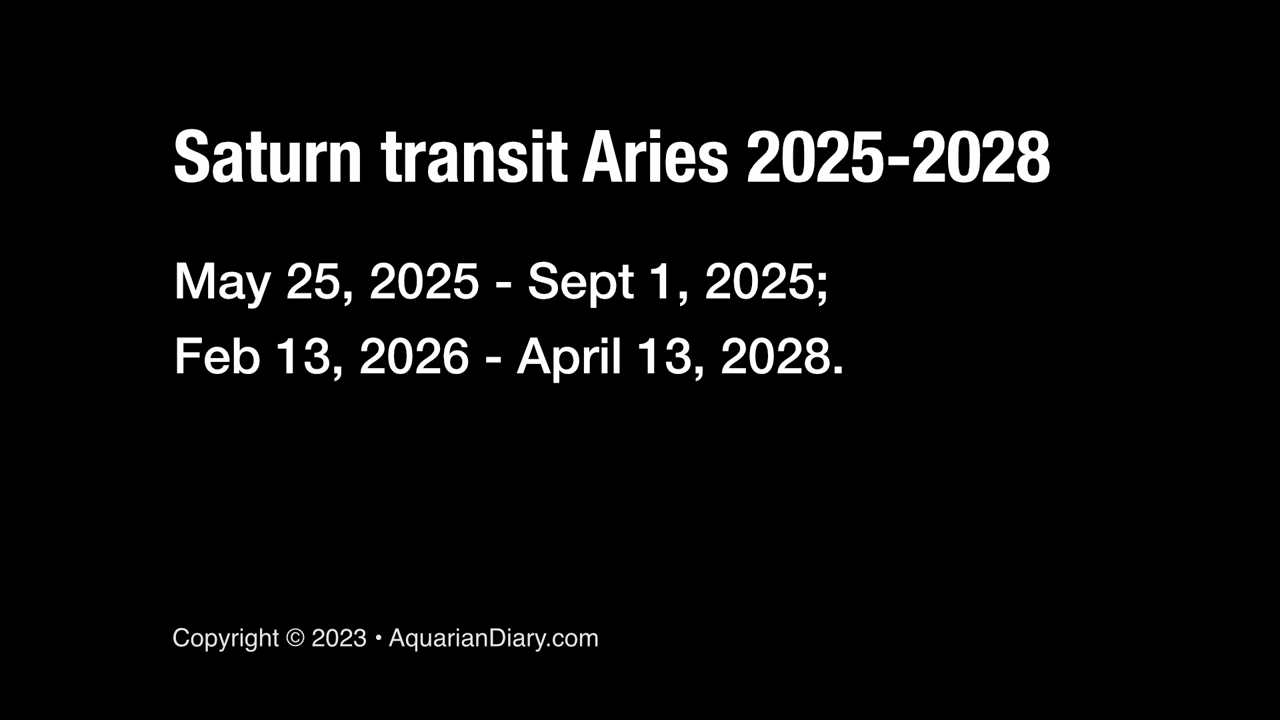 Saturn transit Aries 2025-2028
May 25, 2025 - Sept 1, 2025;
Feb 13, 2026 - April 13, 2028.
Copyright © 2023 • AquarianDiary.com